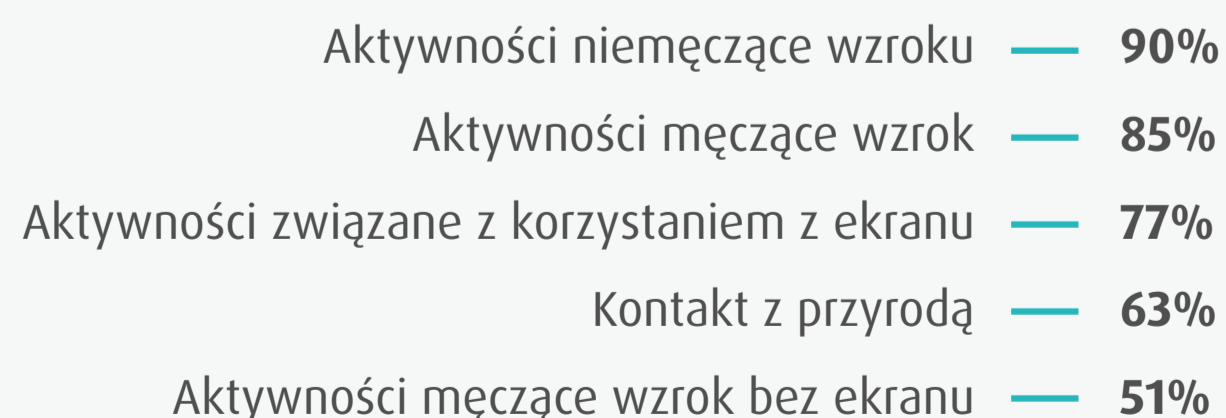 Aktywności niemęczące wzroku — 90%
Aktywności męczące wzrok — 85%
Aktywności związane z korzystaniem z ekranu — 77%
Kontakt z przyrodą — 63%
Aktywności męczące wzrok bez ekranu — 51%